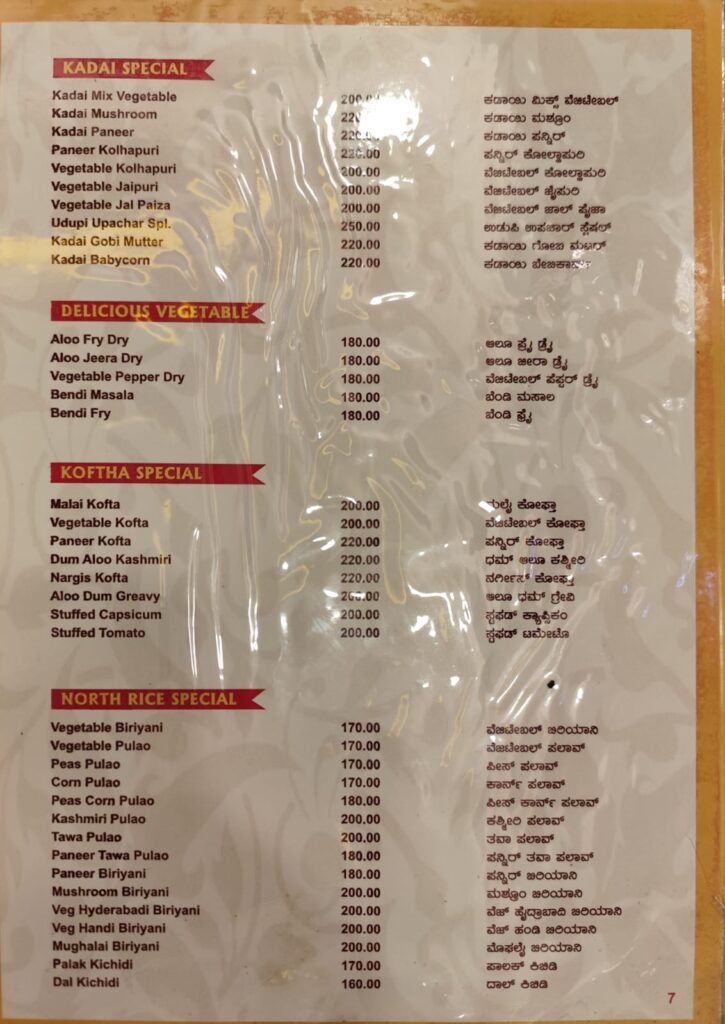 KADAI SPECIAL
Kadai Mix Vegetable 200.00 ಕಡಾಯಿ ಮಿಕ್ಸ್ ವೆಜಿಟೇಬಲ್
Kadai Mushroom 220.00 ಕಡಾಯಿ ಮಶ್ರೂಂ
Kadai Paneer 220.00 ಕಡಾಯಿ ಪನ್ನಿರ್
Paneer Kolhapuri 220.00 ಪನ್ನಿರ್ ಕೋಲ್ಹಾಪುರಿ
Vegetable Kolhapuri 200.00 ವೆಜಿಟೇಬಲ್ ಕೋಲ್ಹಾಪುರಿ
Vegetable Jaipuri 200.00 ವೆಜಿಟೇಬಲ್ ಜೈಪುರಿ
Vegetable Jal Paiza 200.00 ವೆಜಿಟೇಬಲ್ ಜಾಲ್ ಪೈಜಾ
Udupi Upachar Spl. 250.00 ಉಡುಪಿ ಉಪಚಾರ್ ಸ್ಪೆಷಲ್
Kadai Gobi Mutter 220.00 ಕಡಾಯಿ ಗೋಬಿ ಮಟರ್
Kadai Babycorn 220.00 ಕಡಾಯಿ ಬೇಬಿಕಾರ್ನ್
DELICIOUS VEGETABLE
Aloo Fry Dry 180.00 ಆಲೂ ಫ್ರೈ ಡ್ರೈ
Aloo Jeera Dry 180.00 ಆಲೂ ಜೀರಾ ಡ್ರೈ
Vegetable Pepper Dry 180.00 ವೆಜಿಟೇಬಲ್ ಪೆಪ್ಪರ್ ಡ್ರೈ
Bendi Masala 180.00 ಬೆಂಡಿ ಮಸಾಲ
Bendi Fry 180.00 ಬೆಂಡಿ ಫ್ರೈ
KOFTHA SPECIAL
Malai Kofta 200.00 ಮಲೈ ಕೋಫ್ತಾ
Vegetable Kofta 200.00 ವೆಜಿಟೇಬಲ್ ಕೋಫ್ತಾ
Paneer Kofta 220.00 ಪನ್ನಿರ್ ಕೋಫ್ತಾ
Dum Aloo Kashmiri 220.00 ಧಮ್ ಆಲೂ ಕಶ್ಮೀರಿ
Nargis Kofta 220.00 ನರ್ಗೀಸ್ ಕೋಫ್ತಾ
Aloo Dum Greavy 200.00 ಆಲೂ ಧಮ್ ಗ್ರೇವಿ
Stuffed Capsicum 200.00 ಸ್ಟಫಡ್ ಕ್ಯಾಪ್ಸಿಕಂ
Stuffed Tomato 200.00 ಸ್ಟಫಡ್ ಟಮೇಟೊ
NORTH RICE SPECIAL
Vegetable Biriyani 170.00 ವೆಜಿಟೇಬಲ್ ಬಿರಿಯಾನಿ
Vegetable Pulao 170.00 ವೆಜಿಟೇಬಲ್ ಪಲಾವ್
Peas Pulao 170.00 ಪೀಸ್ ಪಲಾವ್
Corn Pulao 170.00 ಕಾರ್ನ್ ಪಲಾವ್
Peas Corn Pulao 180.00 ಪೀಸ್ ಕಾರ್ನ್ ಪಲಾವ್
Kashmiri Pulao 200.00 ಕಶ್ಮೀರಿ ಪಲಾವ್
Tawa Pulao 200.00 ತವಾ ಪಲಾವ್
Paneer Tawa Pulao 180.00 ಪನ್ನಿರ್ ತವಾ ಪಲಾವ್
Paneer Biriyani 180.00 ಪನ್ನಿರ್ ಬಿರಿಯಾನಿ
Mushroom Biriyani 200.00 ಮಶ್ರೂಂ ಬಿರಿಯಾನಿ
Veg Hyderabadi Biriyani 200.00 ವೆಜ್ ಹೈದ್ರಾಬಾದಿ ಬಿರಿಯಾನಿ
Veg Handi Biriyani 200.00 ವೆಜ್ ಹಂಡಿ ಬಿರಿಯಾನಿ
Mughalai Biriyani 200.00 ಮೊಘಲೈ ಬಿರಿಯಾನಿ
Palak Kichidi 170.00 ಪಾಲಕ್ ಕಿಚಿಡಿ
Dal Kichidi 160.00 ದಾಲ್ ಕಿಚಿಡಿ
7